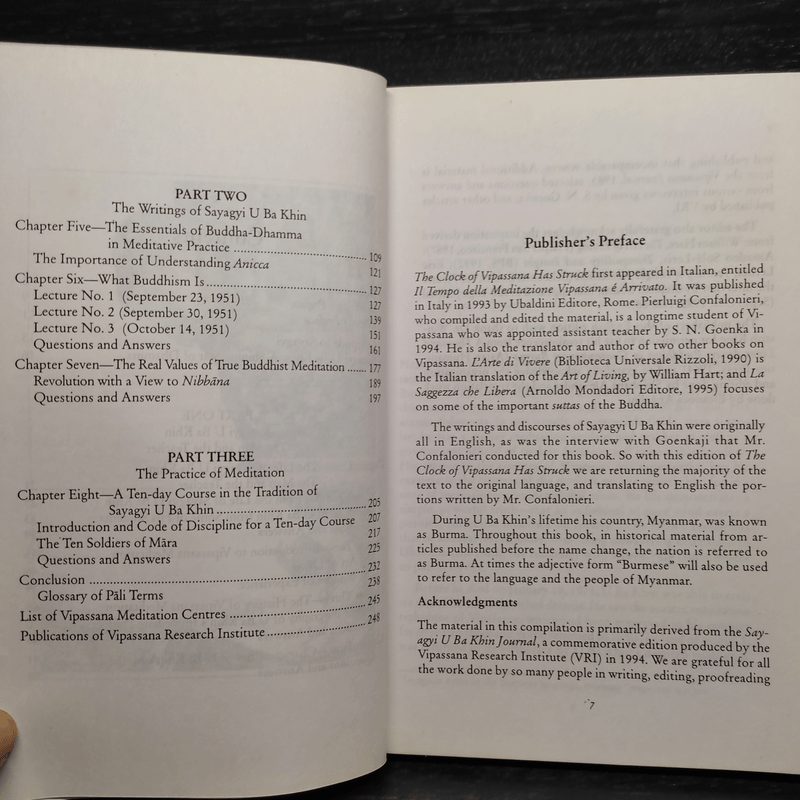 PART TWO
The Writings of Sayagyi U Ba Khin
Chapter Five—The Essentials of Buddha-Dhamma
in Meditative Practice .................................... 109
The Importance of Understanding Anicca 121
Chapter Six—What Buddhism Is .................................... 127
Lecture No. 1 (September 23, 1951) 127
Lecture No. 2 (September 30, 1951) 139
Lecture No. 3 (October 14, 1951) 151
Questions and Answers 161
Chapter Seven—The Real Values of True Buddhist Meditation ...... 177
Revolution with a View to Nibbāna 189
Questions and Answers 197
PART THREE
The Practice of Meditation
Chapter Eight—A Ten-day Course in the Tradition of
Sayagyi U Ba Khin .................................... 205
Introduction and Code of Discipline for a Ten-day Course 207
The Ten Soldiers of Māra 217
Questions and Answers 225
Conclusion .................................... 232
Glossary of Pāli Terms 238
List of Vipassana Meditation Centres .................................... 245
Publications of Vipassana Research Institute .......................... 248
Publisher's Preface
The Clock of Vipassana Has Struck first appeared in Italian, entitled
Il Tempo della Meditazione Vipassana é Arrivato. It was published
in Italy in 1993 by Ubaldini Editore, Rome. Pierluigi Confalonieri,
who compiled and edited the material, is a longtime student of Vi-
passana who was appointed assistant teacher by S. N. Goenka in
1994. He is also the translator and author of two other books on
Vipassana. L'Arte di Vivere (Biblioteca Universale Rizzoli, 1990) is
the Italian translation of the Art of Living, by William Hart; and La
Saggezza che Libera (Arnoldo Mondadori Editore, 1995) focuses
on some of the important suttas of the Buddha.
The writings and discourses of Sayagyi U Ba Khin were originally
all in English, as was the interview with Goenkaji that Mr.
Confalonieri conducted for this book. So with this edition of The
Clock of Vipassana Has Struck we are returning the majority of the
text to the original language, and translating to English the por-
tions written by Mr. Confalonieri.
During U Ba Khin's lifetime his country, Myanmar, was known
as Burma. Throughout this book, in historical material from ar-
ticles published before the name change, the nation is referred to
as Burma. At times the adjective form "Burmese" will also be used
to refer to the language and the people of Myanmar.
Acknowledgments
The material in this compilation is primarily derived from the Say-
agyi U Ba Khin Journal, a commemorative edition produced by the
Vipassana Research Institute (VRI) in 1994. We are grateful for all
the work done by so many people in writing, editing, proofreading
7